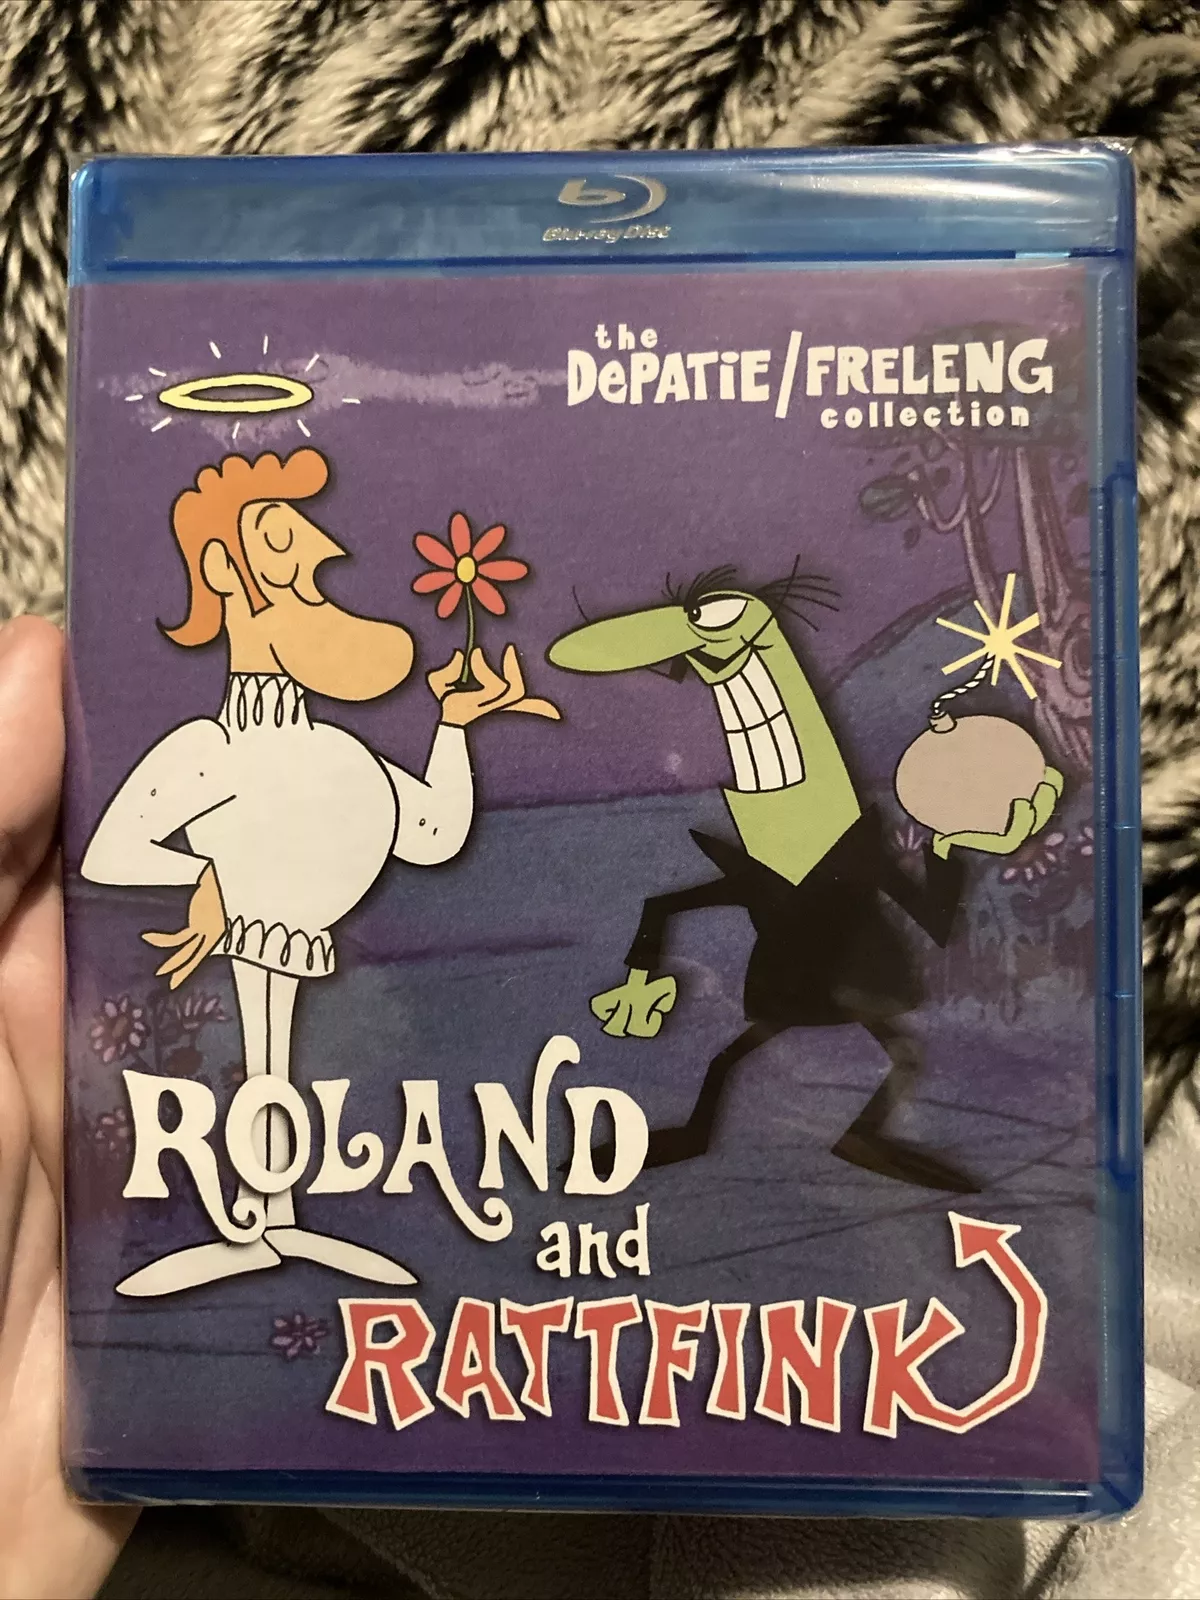 Blu-ray Disc
the
DePATiE/FRELENG
collection
ROLAND
and
RATTFINK